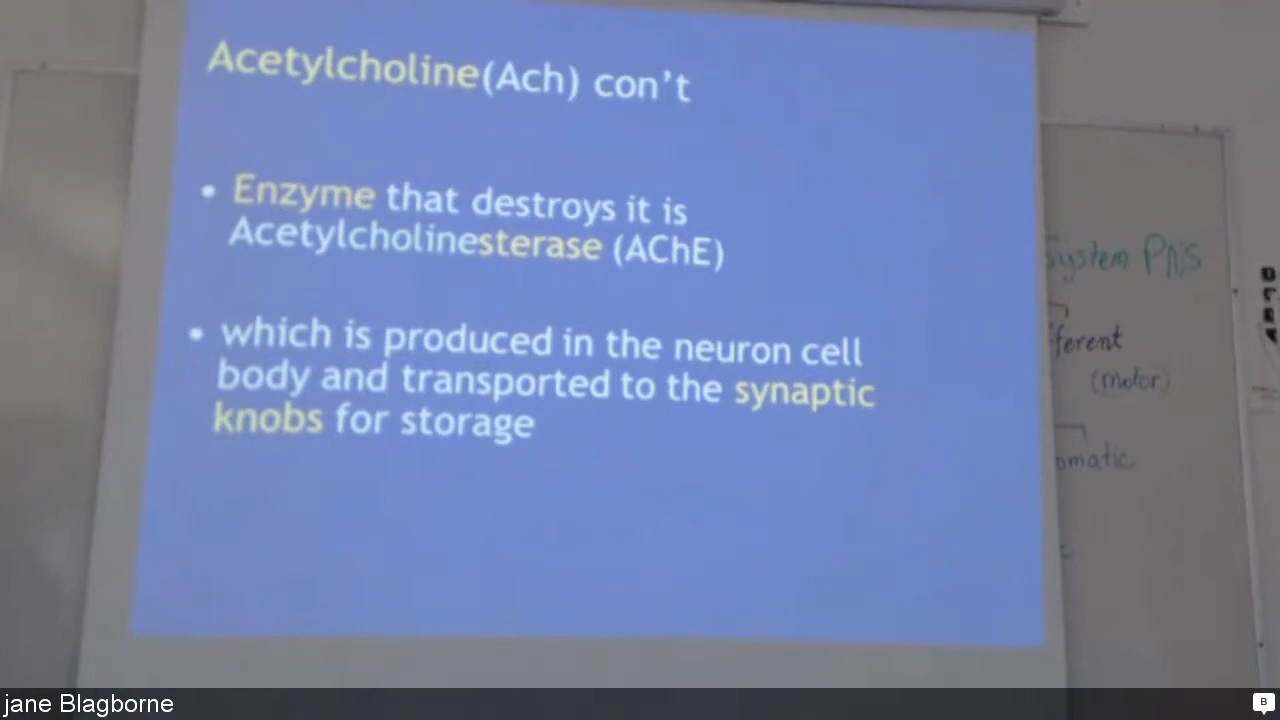 Acetylcholine(Ach) con't
• Enzyme that destroys it is
Acetylcholinesterase (AChE)
• which is produced in the neuron cell
body and transported to the synaptic
knobs for storage
System PNS
fferent
(motor)
omatic
jane Blagborne
B